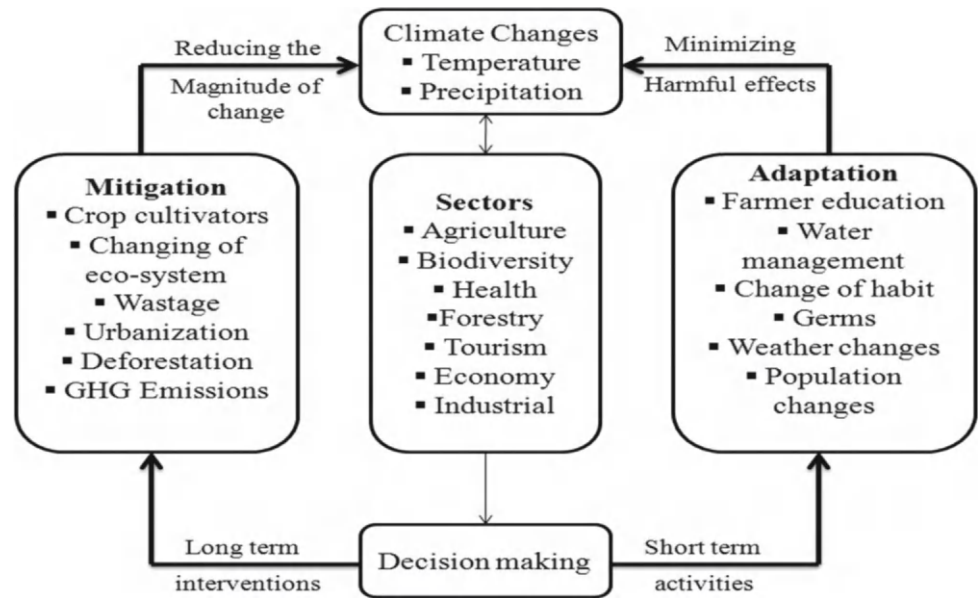 Reducing the
Magnitude of
change
Climate Changes
▪ Temperature
▪ Precipitation
Minimizing
Harmful effects
Mitigation
▪ Crop cultivators
▪ Changing of
eco-system
▪ Wastage
▪ Urbanization
▪ Deforestation
▪ GHG Emissions
Sectors
▪ Agriculture
▪ Biodiversity
▪ Health
▪Forestry
▪ Tourism
▪ Economy
▪ Industrial
Adaptation
▪ Farmer education
▪ Water
management
▪ Change of habit
▪ Germs
▪ Weather changes
▪ Population
changes
Long term
interventions
Decision making
Short term
activities